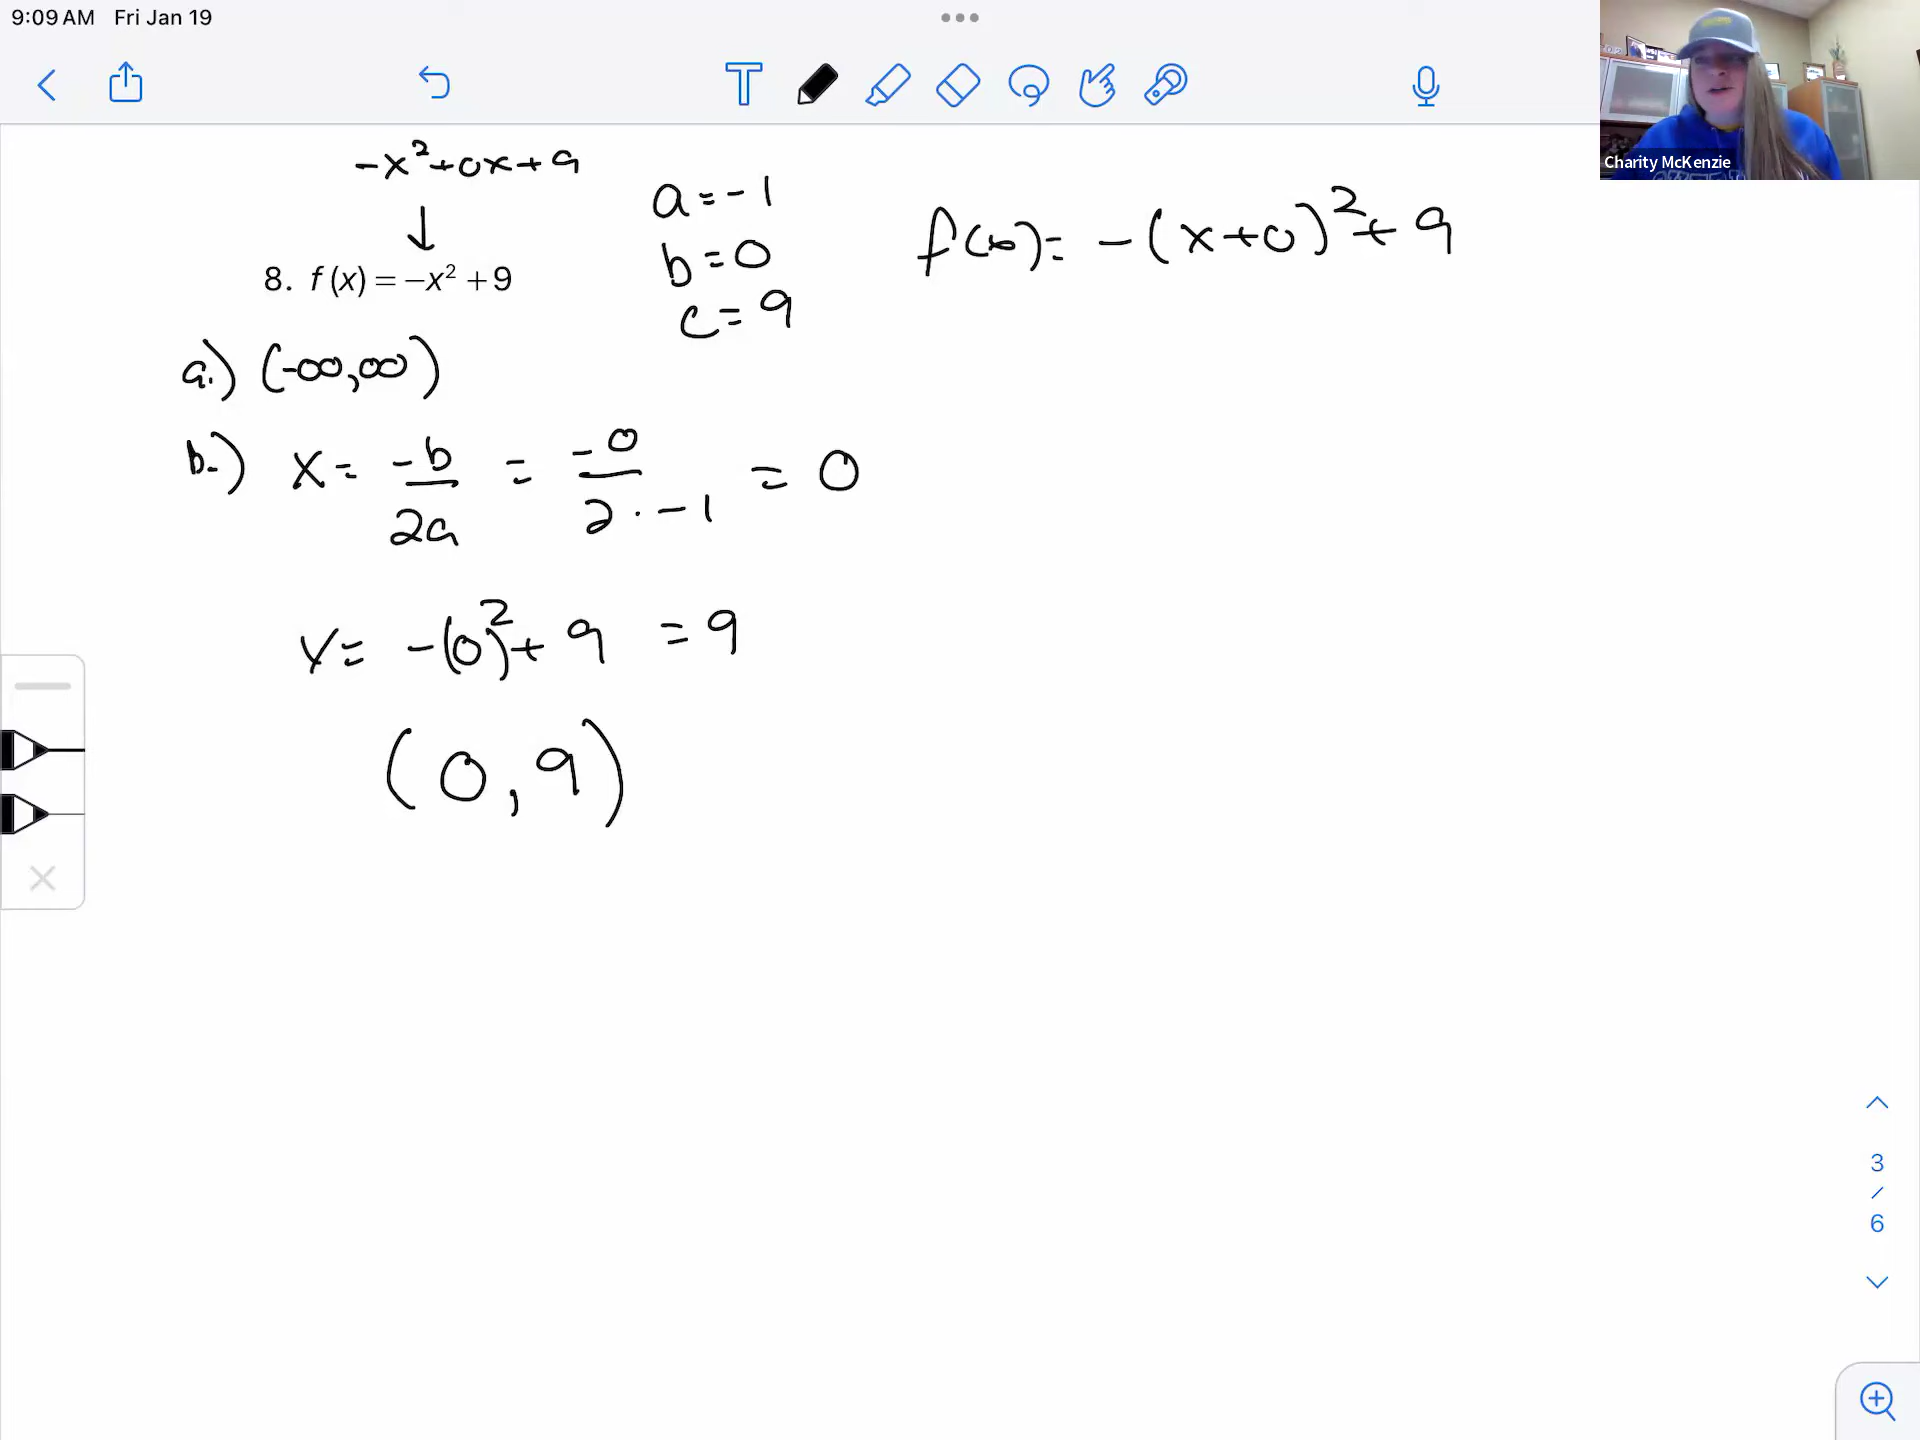 9:09 AM Fri Jan 19
Charity McKenzie
-x²+0x+9
↓
8. f(x) = -x² + 9
a = -1
b = 0
c = 9
f(x) = -(x+0)² + 9
a.) (-∞,∞)
b.) x = -b/2a = -0/2·-1 = 0
y = -(0)² + 9 = 9
(0, 9)
3
/
6